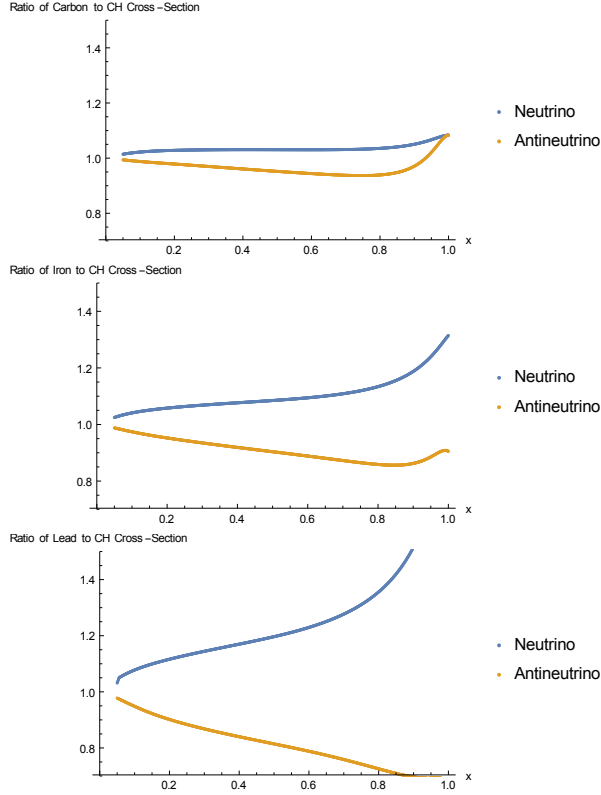 Ratio of Carbon to CH Cross-Section
1.4
1.2
1.0
0.8
0.2 0.4 0.6 0.8 1.0 x
Neutrino
Antineutrino
Ratio of Iron to CH Cross-Section
1.4
1.2
1.0
0.8
0.2 0.4 0.6 0.8 1.0 x
Neutrino
Antineutrino
Ratio of Lead to CH Cross-Section
1.4
1.2
1.0
0.8
0.2 0.4 0.6 0.8 1.0 x
Neutrino
Antineutrino